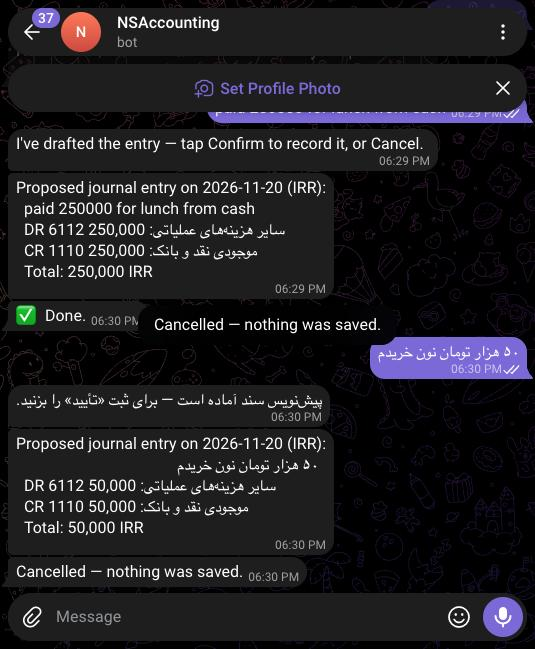 37
N
NSAccounting
bot
Set Profile Photo
paid 250000 for lunch from cash 06:29 PM
I've drafted the entry — tap Confirm to record it, or Cancel.
06:29 PM
Proposed journal entry on 2026-11-20 (IRR):
paid 250000 for lunch from cash
DR 6112 250,000 :سایر هزینه‌های عملیاتی
CR 1110 250,000 :موجودی نقد و بانک
Total: 250,000 IRR
06:29 PM
✅ Done. 06:30 PM
Cancelled — nothing was saved.
۵۰ هزار تومان نون خریدم
06:30 PM
پیش‌نویس سند آماده است — برای ثبت «تأیید» را بزنید.
06:30 PM
Proposed journal entry on 2026-11-20 (IRR):
۵۰ هزار تومان نون خریدم
DR 6112 50,000 :سایر هزینه‌های عملیاتی
CR 1110 50,000 :موجودی نقد و بانک
Total: 50,000 IRR
06:30 PM
Cancelled — nothing was saved. 06:30 PM
Message